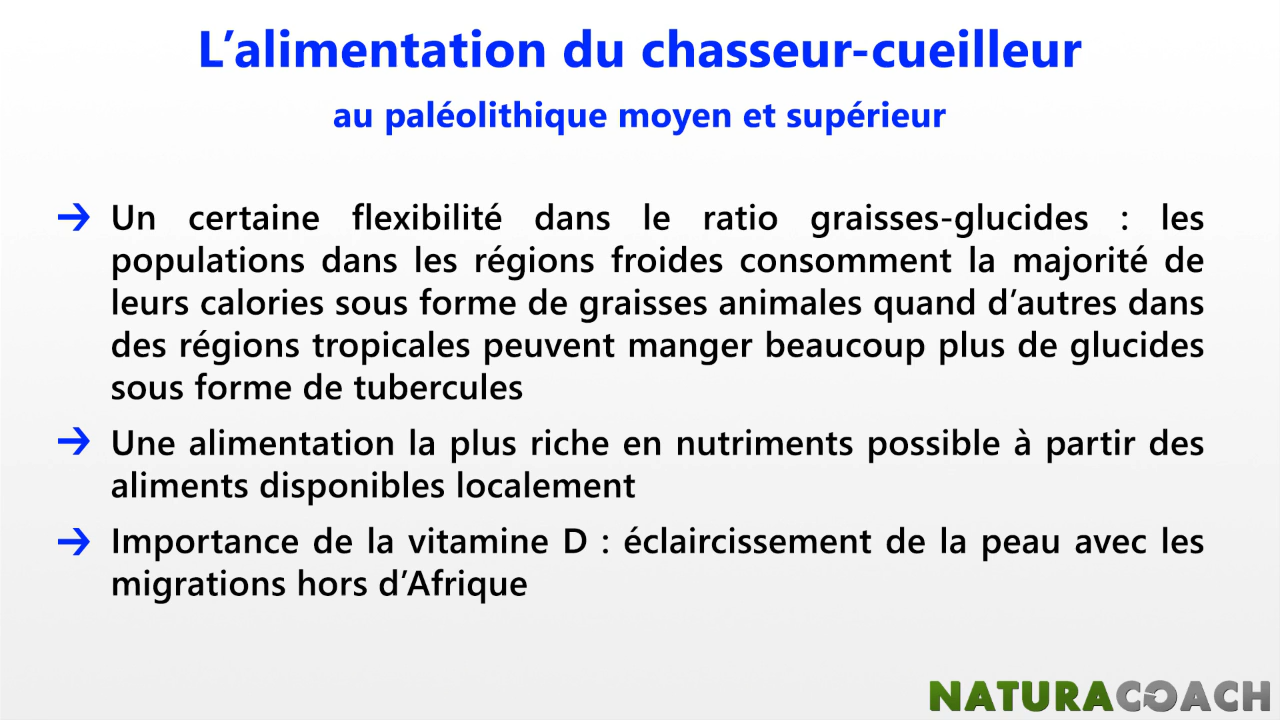 L’alimentation du chasseur-cueilleur
au paléolithique moyen et supérieur
→ Un certaine flexibilité dans le ratio graisses-glucides : les
populations dans les régions froides consomment la majorité de
leurs calories sous forme de graisses animales quand d’autres dans
des régions tropicales peuvent manger beaucoup plus de glucides
sous forme de tubercules
→ Une alimentation la plus riche en nutriments possible à partir des
aliments disponibles localement
→ Importance de la vitamine D : éclaircissement de la peau avec les
migrations hors d’Afrique
NATURACOACH